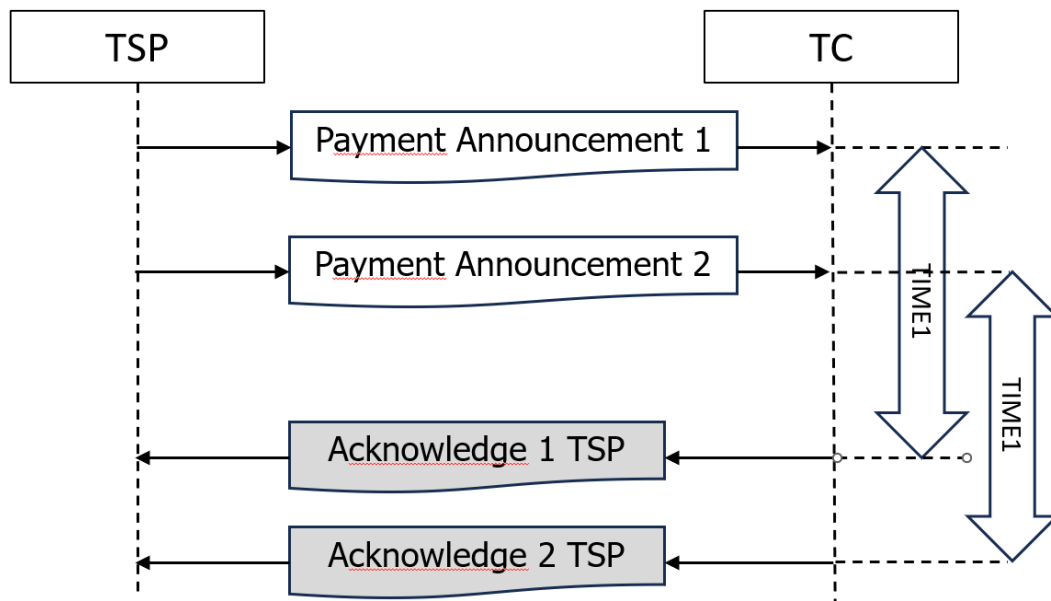 TSP
TC
Payment Announcement 1
Payment Announcement 2
TIME1
TIME1
Acknowledge 1 TSP
Acknowledge 2 TSP